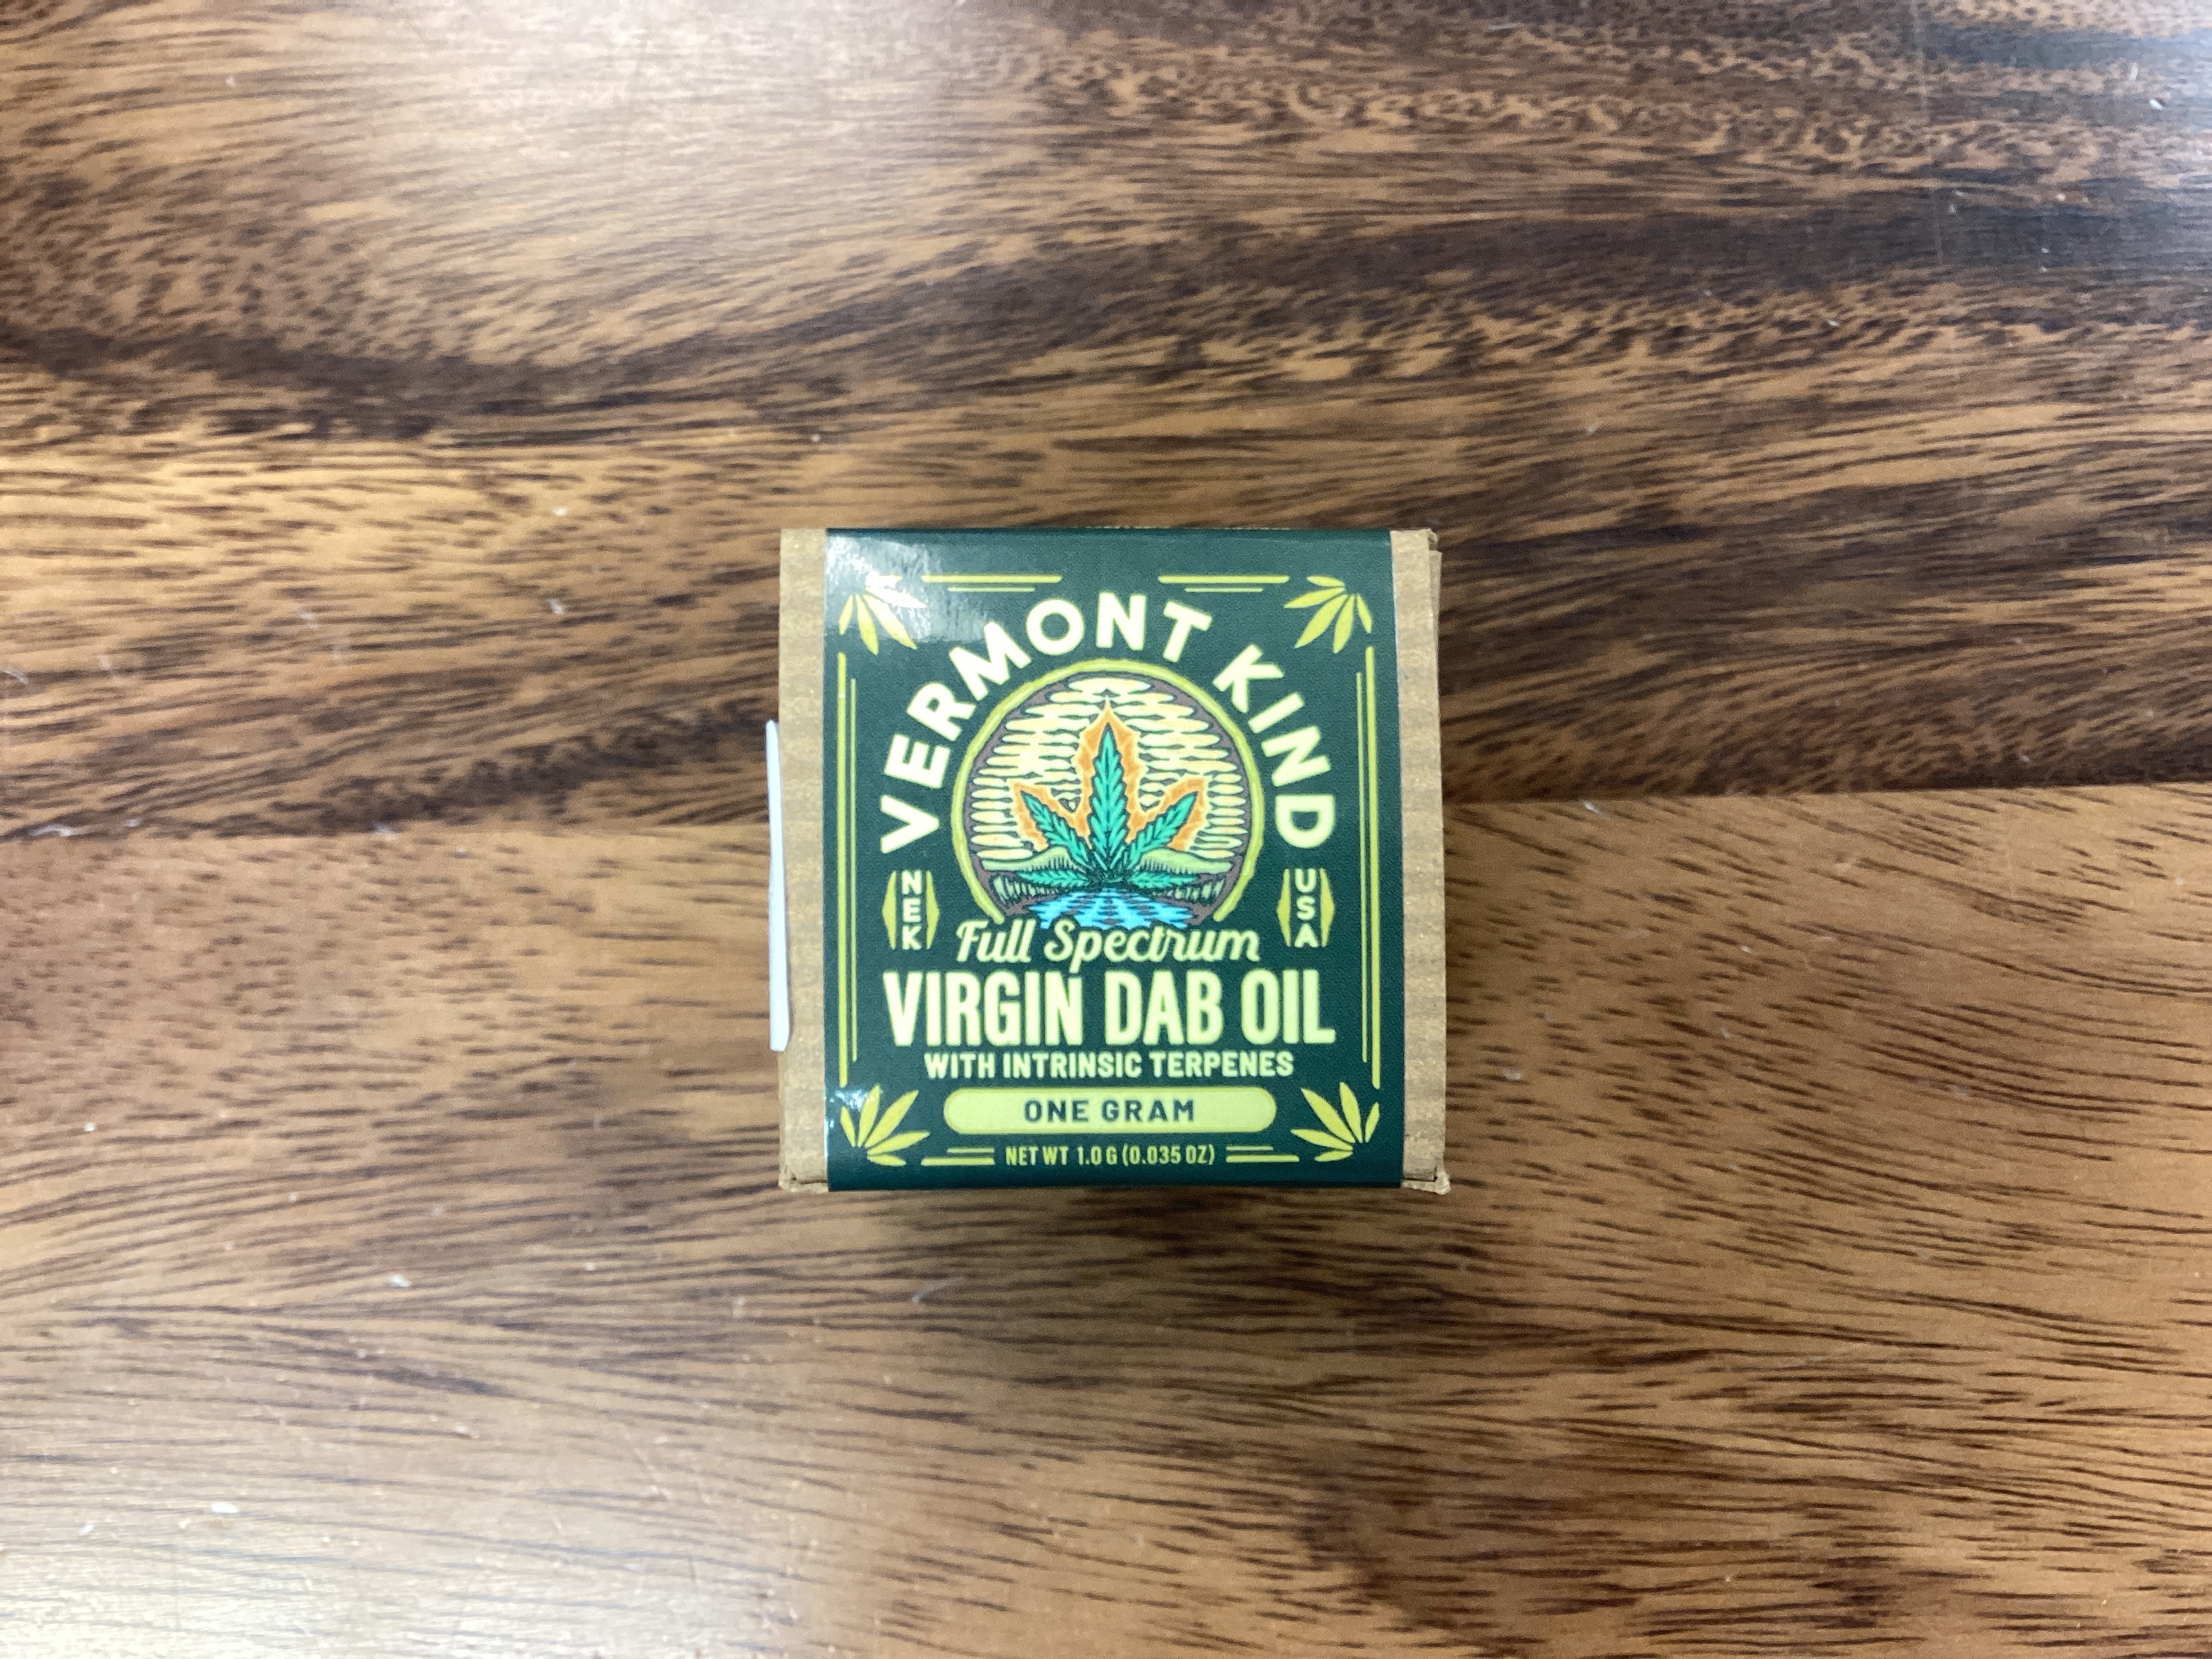 VERMONT KIND
NEK
USA
Full Spectrum
VIRGIN DAB OIL
WITH INTRINSIC TERPENES
ONE GRAM
NET WT 1.0 G (0.035 OZ)